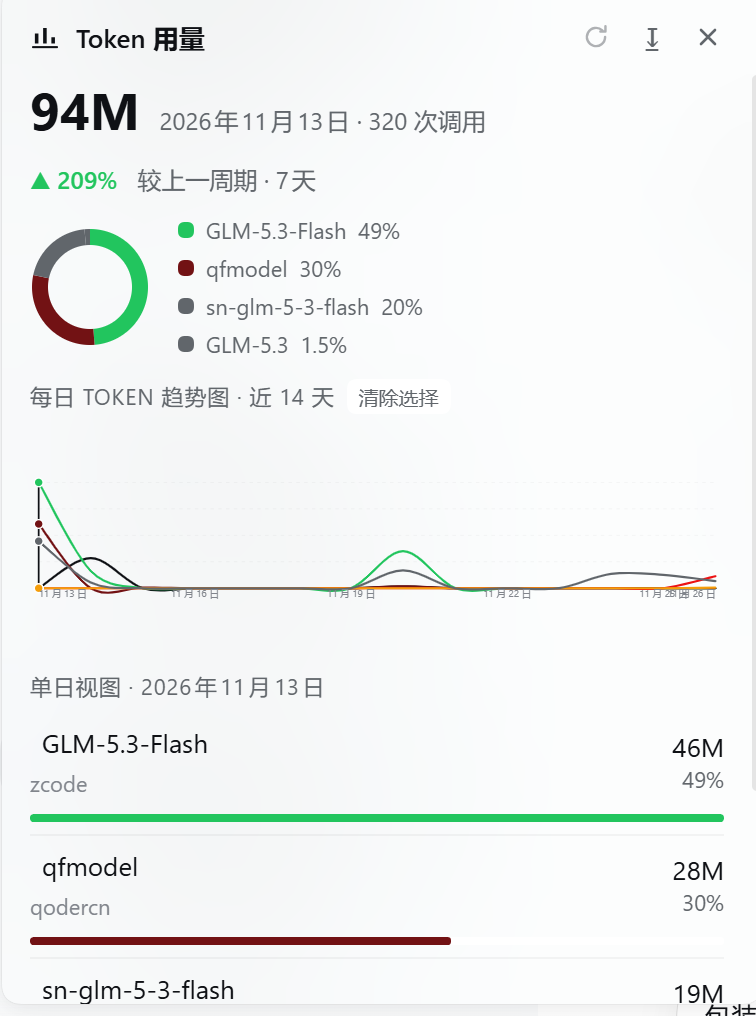 Token 用量
94M 2026年11月13日 · 320 次调用
▲ 209% 较上一周期 · 7天
GLM-5.3-Flash 49%
qfmodel 30%
sn-glm-5-3-flash 20%
GLM-5.3 1.5%
每日 TOKEN 趋势图 · 近 14 天 清除选择
11月13日 11月16日 11月19日 11月22日 11月25日 11月26日
单日视图 · 2026年11月13日
GLM-5.3-Flash 46M
zcode 49%
qfmodel 28M
qodercn 30%
sn-glm-5-3-flash 19M